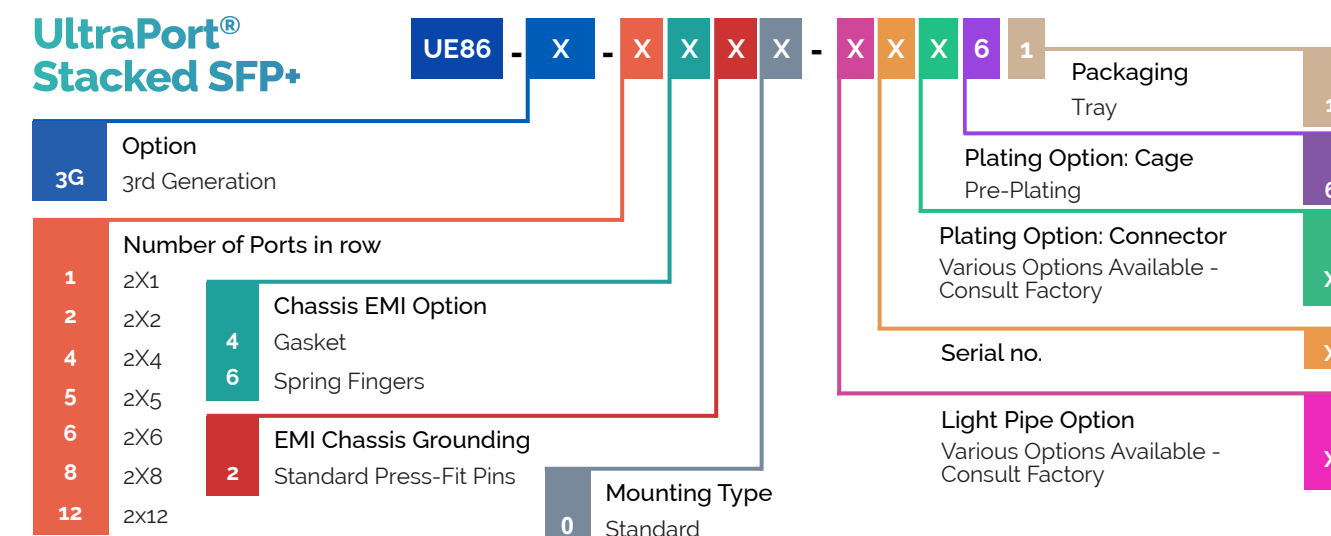 UltraPort®
Stacked SFP+
UE86 - X - X X X X - X X X 6 1
Packaging
Tray
1
Option
3G 3rd Generation
Plating Option: Cage
Pre-Plating
6
Number of Ports in row
1 2X1
2 2X2
4 2X4
5 2X5
6 2X6
8 2X8
12 2x12
Chassis EMI Option
4 Gasket
6 Spring Fingers
EMI Chassis Grounding
2 Standard Press-Fit Pins
Mounting Type
0 Standard
Plating Option: Connector
Various Options Available -
Consult Factory
X
Serial no.
X
Light Pipe Option
Various Options Available -
Consult Factory
X